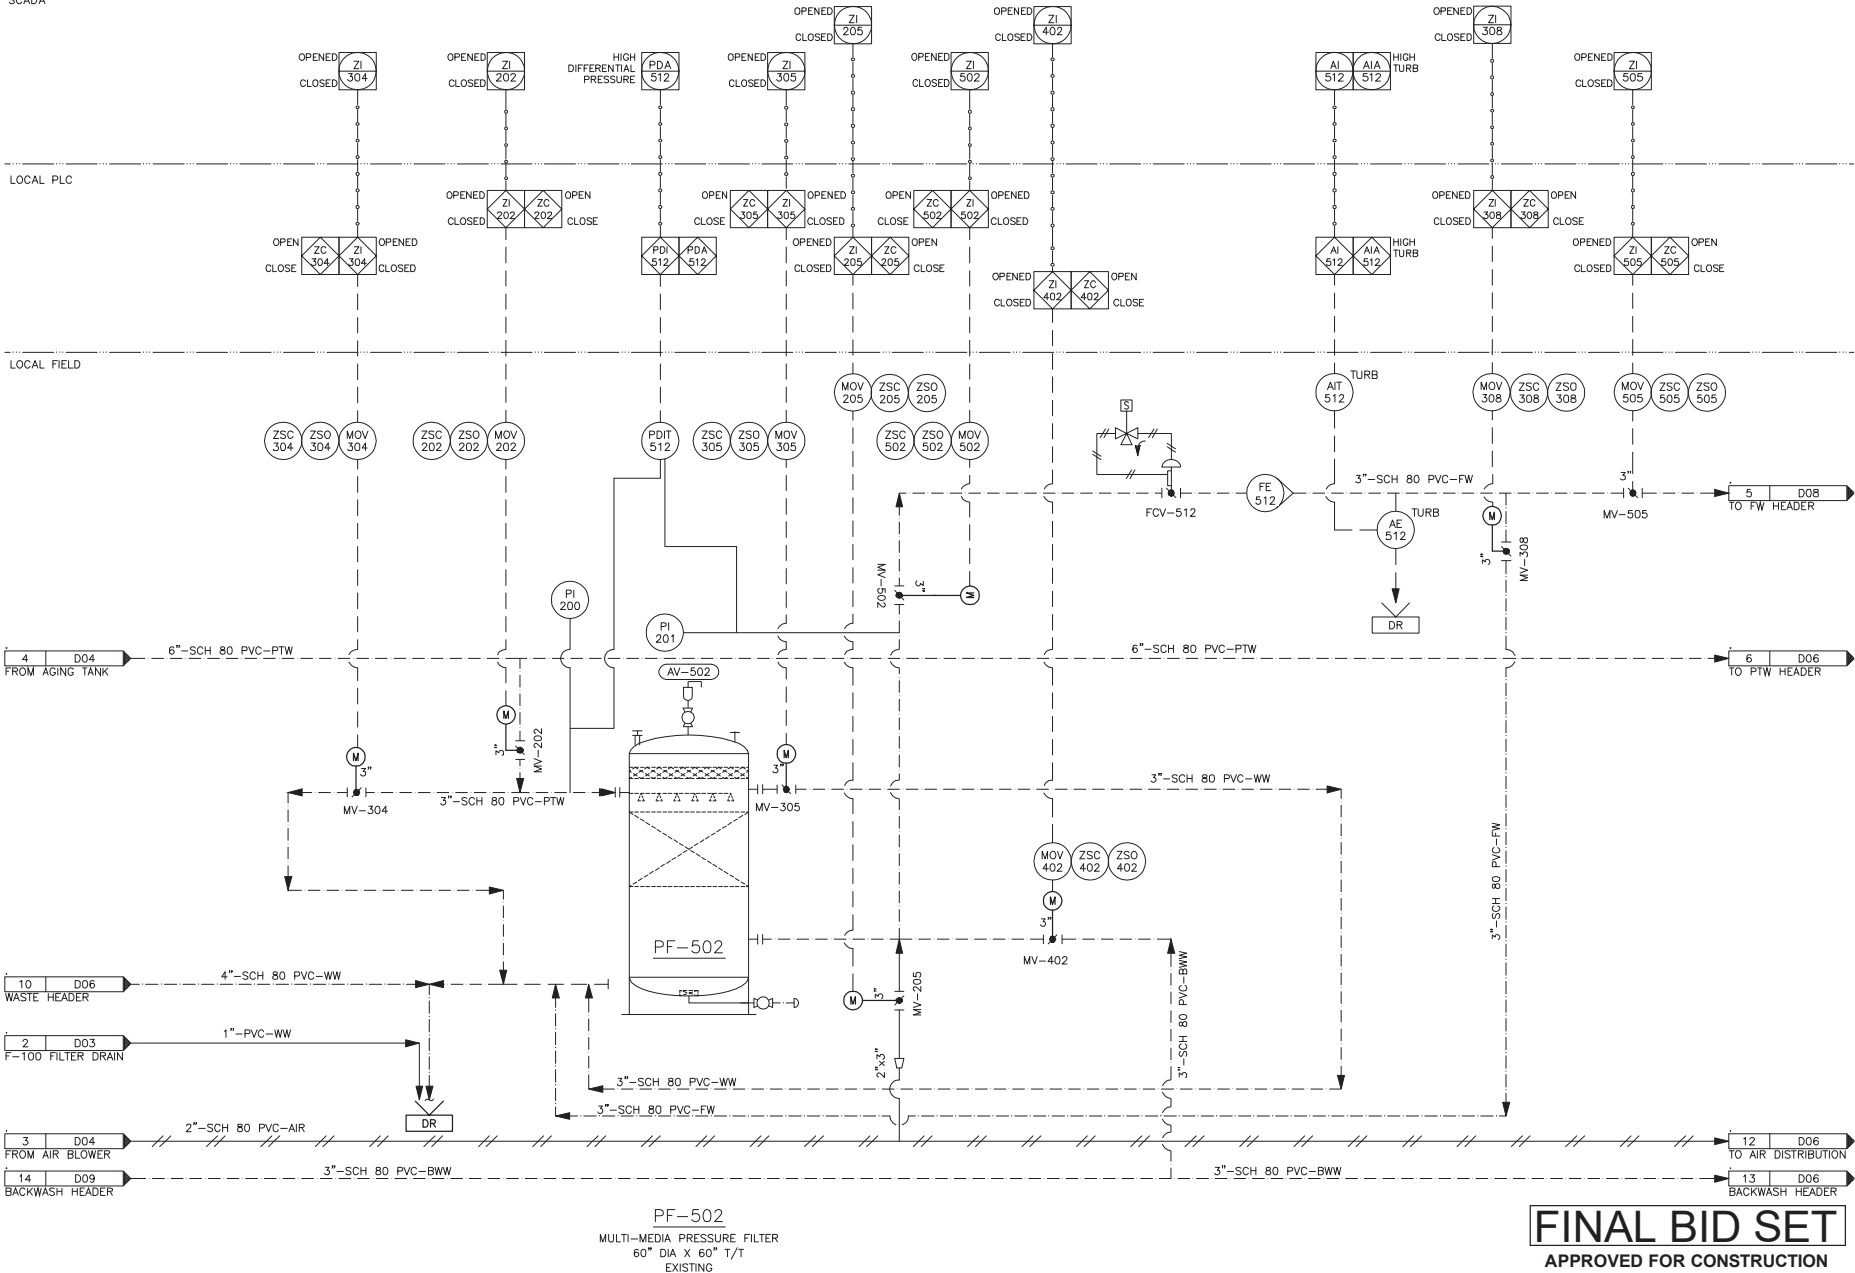 SCADA
OPENED
CLOSED
ZI
205
OPENED
CLOSED
ZI
402
OPENED
CLOSED
ZI
308
OPENED
CLOSED
ZI
304
OPENED
CLOSED
ZI
202
HIGH
DIFFERENTIAL
PRESSURE
PDA
512
OPENED
CLOSED
ZI
305
OPENED
CLOSED
ZI
502
AI
512
AIA
512
HIGH
TURB
OPENED
CLOSED
ZI
505
LOCAL PLC
OPENED
CLOSED
ZI
202
ZC
202
OPEN
CLOSE
OPEN
CLOSE
ZC
305
ZI
305
OPENED
CLOSED
OPEN
CLOSE
ZC
502
ZI
502
OPENED
CLOSED
OPENED
CLOSED
ZI
308
ZC
308
OPEN
CLOSE
OPEN
CLOSE
ZC
304
ZI
304
OPENED
CLOSED
PDI
512
PDA
512
OPENED
CLOSED
ZI
205
ZC
205
OPEN
CLOSE
OPENED
CLOSED
ZI
402
ZC
402
OPEN
CLOSE
AI
512
AIA
512
HIGH
TURB
OPENED
CLOSED
ZI
505
ZC
505
OPEN
CLOSE
LOCAL FIELD
MOV
205
ZSC
205
ZSO
205
AIT
512
TURB
MOV
308
ZSC
308
ZSO
308
MOV
505
ZSC
505
ZSO
505
ZSC
304
ZSO
304
MOV
304
ZSC
202
ZSO
202
MOV
202
PDIT
512
ZSC
305
ZSO
305
MOV
305
ZSC
502
ZSO
502
MOV
502
S
FCV-512
FE
512
3"-SCH 80 PVC-FW
3"
MV-505
5 D08
TO FW HEADER
AE
512
TURB
M
3"
MV-308
DR
MV-502
3"
M
PI
200
PI
201
4 D04
FROM AGING TANK
6"-SCH 80 PVC-PTW
6"-SCH 80 PVC-PTW
6 D06
TO PTW HEADER
AV-502
M
3"
MV-202
M
3"
MV-304
3"-SCH 80 PVC-PTW
M
3"
MV-305
3"-SCH 80 PVC-WW
3"-SCH 80 PVC-FW
MOV
402
ZSC
402
ZSO
402
M
3"
MV-402
PF-502
3"-SCH 80 PVC-BWW
10 D06
WASTE HEADER
4"-SCH 80 PVC-WW
M
3"
MV-205
2 D03
F-100 FILTER DRAIN
1"-PVC-WW
2"x3"
3"-SCH 80 PVC-WW
3"-SCH 80 PVC-FW
DR
3 D04
FROM AIR BLOWER
2"-SCH 80 PVC-AIR
12 D06
TO AIR DISTRIBUTION
14 D09
BACKWASH HEADER
3"-SCH 80 PVC-BWW
3"-SCH 80 PVC-BWW
13 D06
BACKWASH HEADER
PF-502
MULTI-MEDIA PRESSURE FILTER
60" DIA X 60" T/T
EXISTING
FINAL BID SET
APPROVED FOR CONSTRUCTION